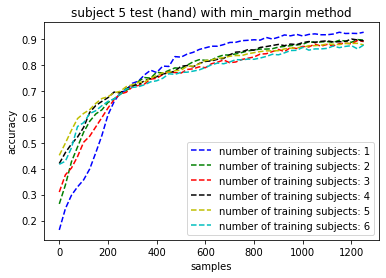 subject 5 test (hand) with min_margin method
accuracy
0.9
0.8
0.7
0.6
0.5
0.4
0.3
0.2
number of training subjects: 1
number of training subjects: 2
number of training subjects: 3
number of training subjects: 4
number of training subjects: 5
number of training subjects: 6
0 200 400 600 800 1000 1200
samples